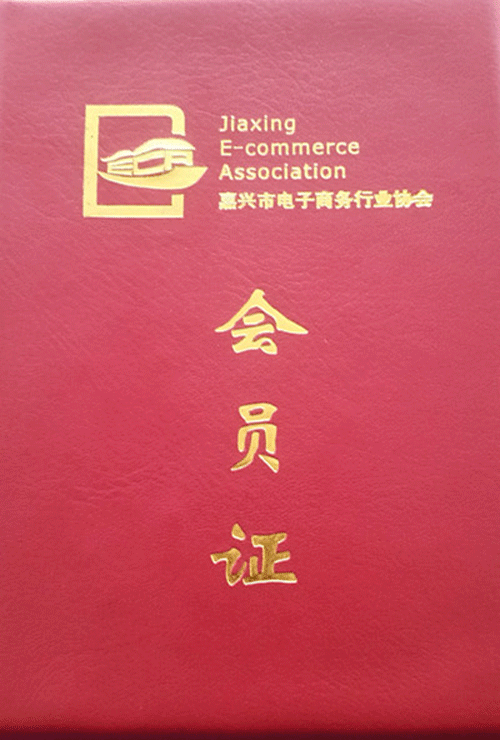 Jiaxing
E-commerce
Association
嘉兴市电子商务行业协会
会
员
证